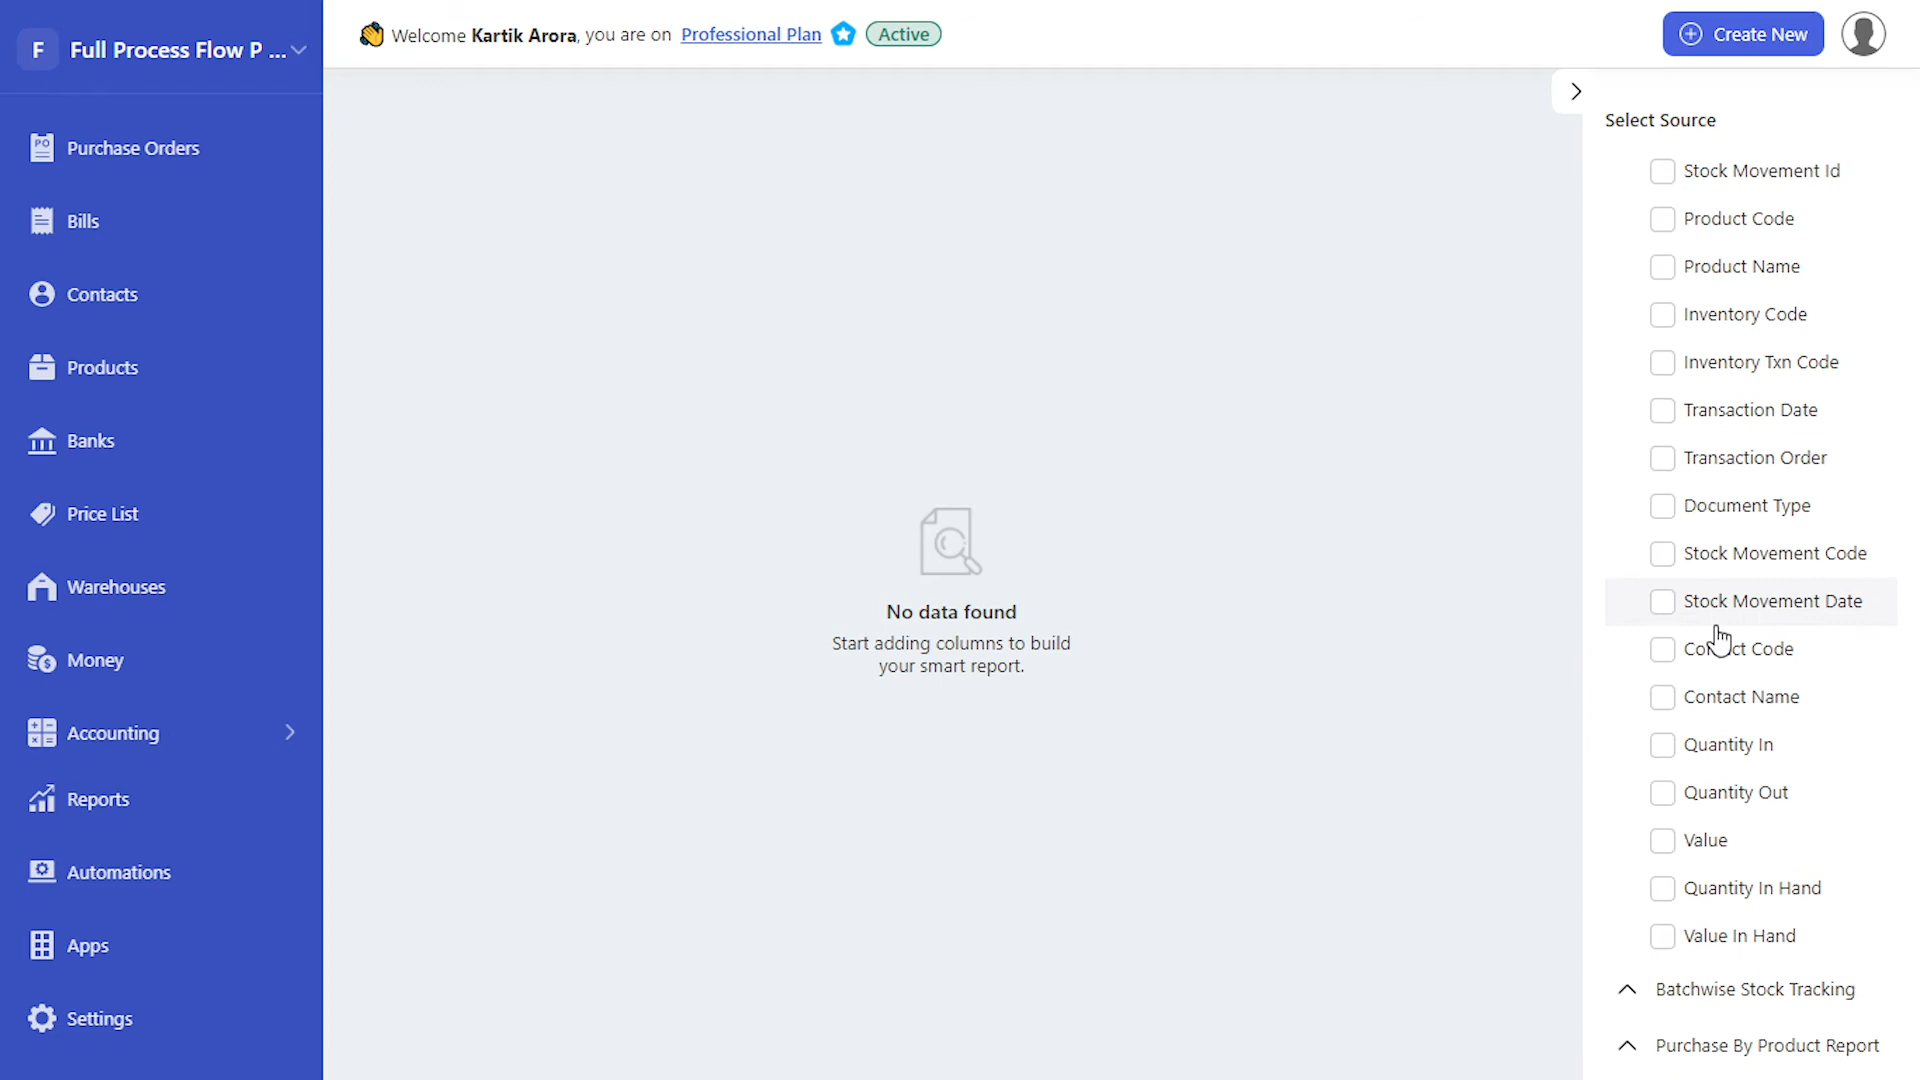 F Full Process Flow P ...
Welcome Kartik Arora, you are on Professional Plan Active
Create New
PO Purchase Orders
Bills
Contacts
Products
Banks
Price List
Warehouses
Money
Accounting
Reports
Automations
Apps
Settings
No data found
Start adding columns to build
your smart report.
Select Source
Stock Movement Id
Product Code
Product Name
Inventory Code
Inventory Txn Code
Transaction Date
Transaction Order
Document Type
Stock Movement Code
Stock Movement Date
Contact Code
Contact Name
Quantity In
Quantity Out
Value
Quantity In Hand
Value In Hand
Batchwise Stock Tracking
Purchase By Product Report